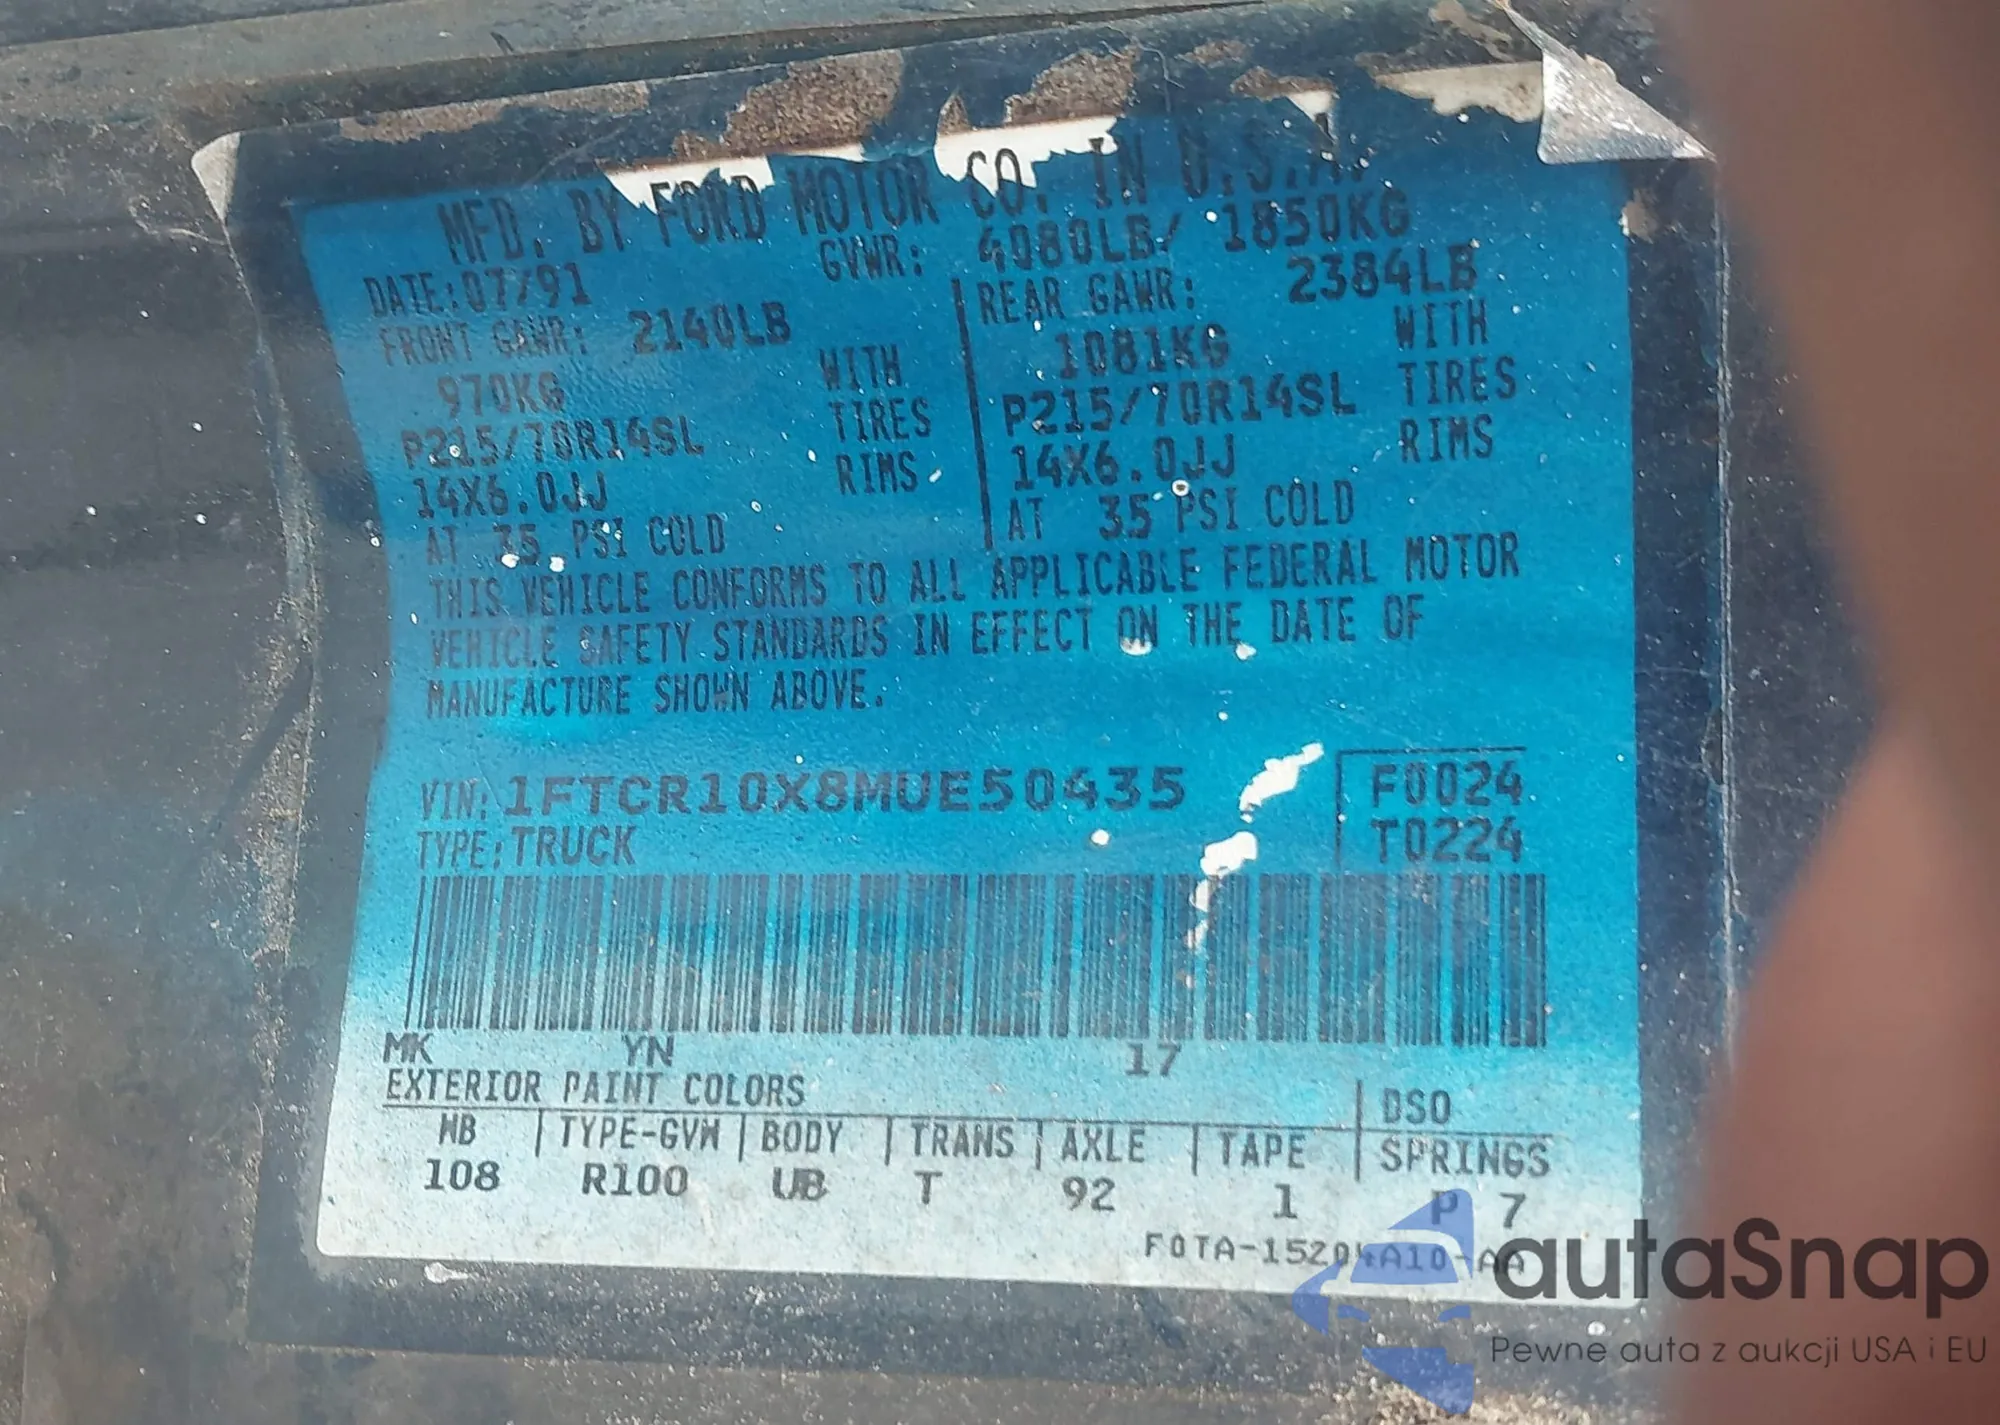 MFD. BY FORD MOTOR CO. IN U.S.A.
DATE:07/91 GVWR: 4080LB/ 1850KG
FRONT GAWR: 2140LB
970KG WITH
P215/70R14SL TIRES
14X6.0JJ RIMS
AT 35 PSI COLD
REAR GAWR: 2384LB
1081KG WITH
P215/70R14SL TIRES
14X6.0JJ RIMS
AT 35 PSI COLD
THIS VEHICLE CONFORMS TO ALL APPLICABLE FEDERAL MOTOR
VEHICLE SAFETY STANDARDS IN EFFECT ON THE DATE OF
MANUFACTURE SHOWN ABOVE.
VIN: 1FTCR10X8MUE50435
TYPE: TRUCK
F0024
T0224
MK YN 17
EXTERIOR PAINT COLORS DSO
WB TYPE-GVW BODY TRANS AXLE TAPE SPRINGS
108 R100 UB T 92 1 P 7
F0TA-15204A10-AA
autaSnap
Pewne auta z aukcji USA i EU